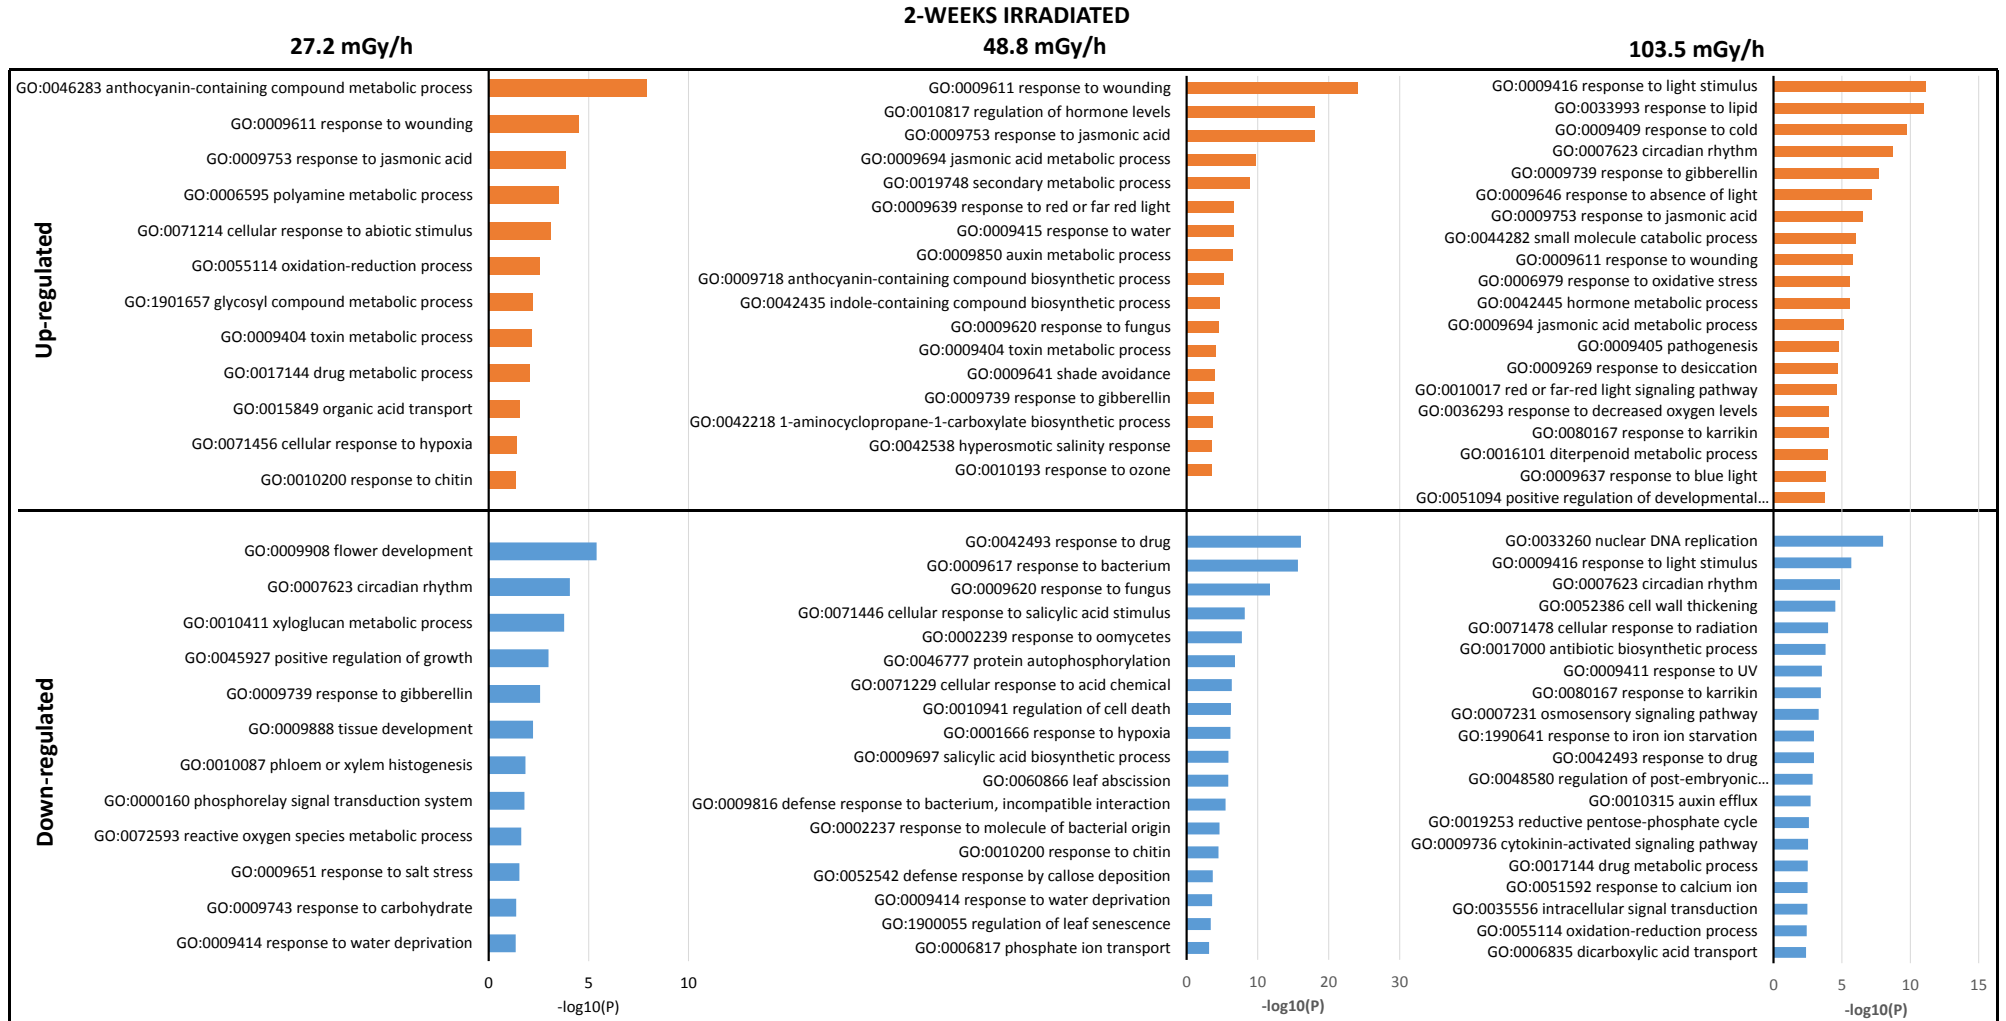 2-WEEKS IRRADIATED
27.2 mGy/h
48.8 mGy/h
103.5 mGy/h
Up-regulated
GO:0046283 anthocyanin-containing compound metabolic process
GO:0009611 response to wounding
GO:0009753 response to jasmonic acid
GO:0006595 polyamine metabolic process
GO:0071214 cellular response to abiotic stimulus
GO:0055114 oxidation-reduction process
GO:1901657 glycosyl compound metabolic process
GO:0009404 toxin metabolic process
GO:0017144 drug metabolic process
GO:0015849 organic acid transport
GO:0071456 cellular response to hypoxia
GO:0010200 response to chitin
GO:0009611 response to wounding
GO:0010817 regulation of hormone levels
GO:0009753 response to jasmonic acid
GO:0009694 jasmonic acid metabolic process
GO:0019748 secondary metabolic process
GO:0009639 response to red or far red light
GO:0009415 response to water
GO:0009850 auxin metabolic process
GO:0009718 anthocyanin-containing compound biosynthetic process
GO:0042435 indole-containing compound biosynthetic process
GO:0009620 response to fungus
GO:0009404 toxin metabolic process
GO:0009641 shade avoidance
GO:0009739 response to gibberellin
GO:0042218 1-aminocyclopropane-1-carboxylate biosynthetic process
GO:0042538 hyperosmotic salinity response
GO:0010193 response to ozone
GO:0009416 response to light stimulus
GO:0033993 response to lipid
GO:0009409 response to cold
GO:0007623 circadian rhythm
GO:0009739 response to gibberellin
GO:0009646 response to absence of light
GO:0009753 response to jasmonic acid
GO:0044282 small molecule catabolic process
GO:0009611 response to wounding
GO:0006979 response to oxidative stress
GO:0042445 hormone metabolic process
GO:0009694 jasmonic acid metabolic process
GO:0009405 pathogenesis
GO:0009269 response to desiccation
GO:0010017 red or far-red light signaling pathway
GO:0036293 response to decreased oxygen levels
GO:0080167 response to karrikin
GO:0016101 diterpenoid metabolic process
GO:0009637 response to blue light
GO:0051094 positive regulation of developmental...
Down-regulated
GO:0009908 flower development
GO:0007623 circadian rhythm
GO:0010411 xyloglucan metabolic process
GO:0045927 positive regulation of growth
GO:0009739 response to gibberellin
GO:0009888 tissue development
GO:0010087 phloem or xylem histogenesis
GO:0000160 phosphorelay signal transduction system
GO:0072593 reactive oxygen species metabolic process
GO:0009651 response to salt stress
GO:0009743 response to carbohydrate
GO:0009414 response to water deprivation
0 5 10
-log10(P)
GO:0042493 response to drug
GO:0009617 response to bacterium
GO:0009620 response to fungus
GO:0071446 cellular response to salicylic acid stimulus
GO:0002239 response to oomycetes
GO:0046777 protein autophosphorylation
GO:0071229 cellular response to acid chemical
GO:0010941 regulation of cell death
GO:0001666 response to hypoxia
GO:0009697 salicylic acid biosynthetic process
GO:0060866 leaf abscission
GO:0009816 defense response to bacterium, incompatible interaction
GO:0002237 response to molecule of bacterial origin
GO:0010200 response to chitin
GO:0052542 defense response by callose deposition
GO:0009414 response to water deprivation
GO:1900055 regulation of leaf senescence
GO:0006817 phosphate ion transport
0 10 20 30
-log10(P)
GO:0033260 nuclear DNA replication
GO:0009416 response to light stimulus
GO:0007623 circadian rhythm
GO:0052386 cell wall thickening
GO:0071478 cellular response to radiation
GO:0017000 antibiotic biosynthetic process
GO:0009411 response to UV
GO:0080167 response to karrikin
GO:0007231 osmosensory signaling pathway
GO:1990641 response to iron ion starvation
GO:0042493 response to drug
GO:0048580 regulation of post-embryonic...
GO:0010315 auxin efflux
GO:0019253 reductive pentose-phosphate cycle
GO:0009736 cytokinin-activated signaling pathway
GO:0017144 drug metabolic process
GO:0051592 response to calcium ion
GO:0035556 intracellular signal transduction
GO:0055114 oxidation-reduction process
GO:0006835 dicarboxylic acid transport
0 5 10 15
-log10(P)